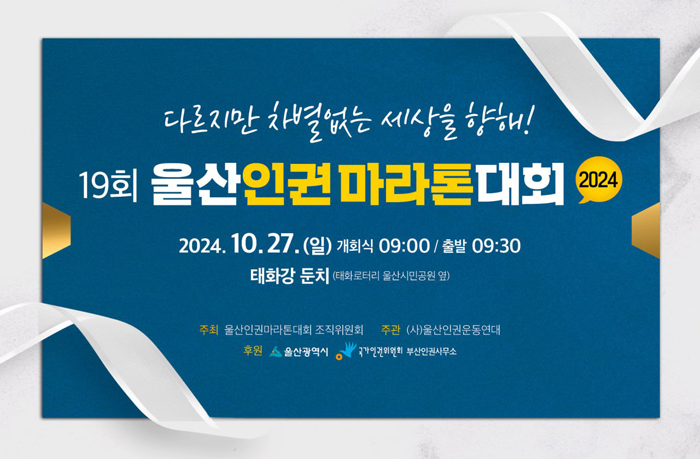 다르지만 차별없는 세상을 향해!
19회 울산인권마라톤대회 2024
2024. 10. 27. (일) 개회식 09:00 / 출발 09:30
태화강 둔치 (태화로터리 울산시민공원 옆)
주최 울산인권마라톤대회 조직위원회 주관 (사)울산인권운동연대
후원 울산광역시 국가인권위원회 부산인권사무소